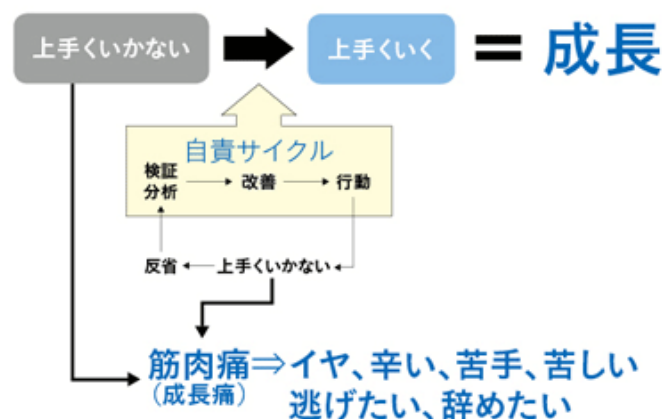 上手くいかない
上手くいく
=成長
自責サイクル
検証
分析
改善
行動
反省
上手くいかない
筋肉痛⇒イヤ、辛い、苦手、苦しい
(成長痛)
逃げたい、辞めたい